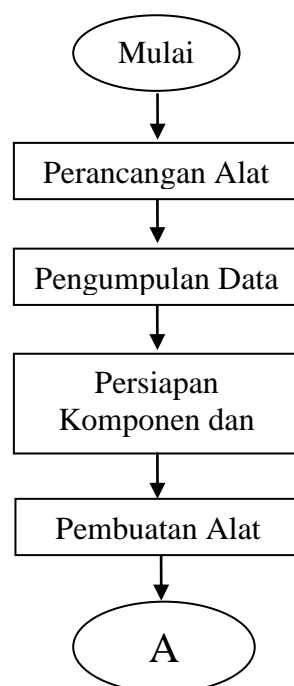 Mulai
Perancangan Alat
Pengumpulan Data
Persiapan
Komponen dan
Pembuatan Alat
A